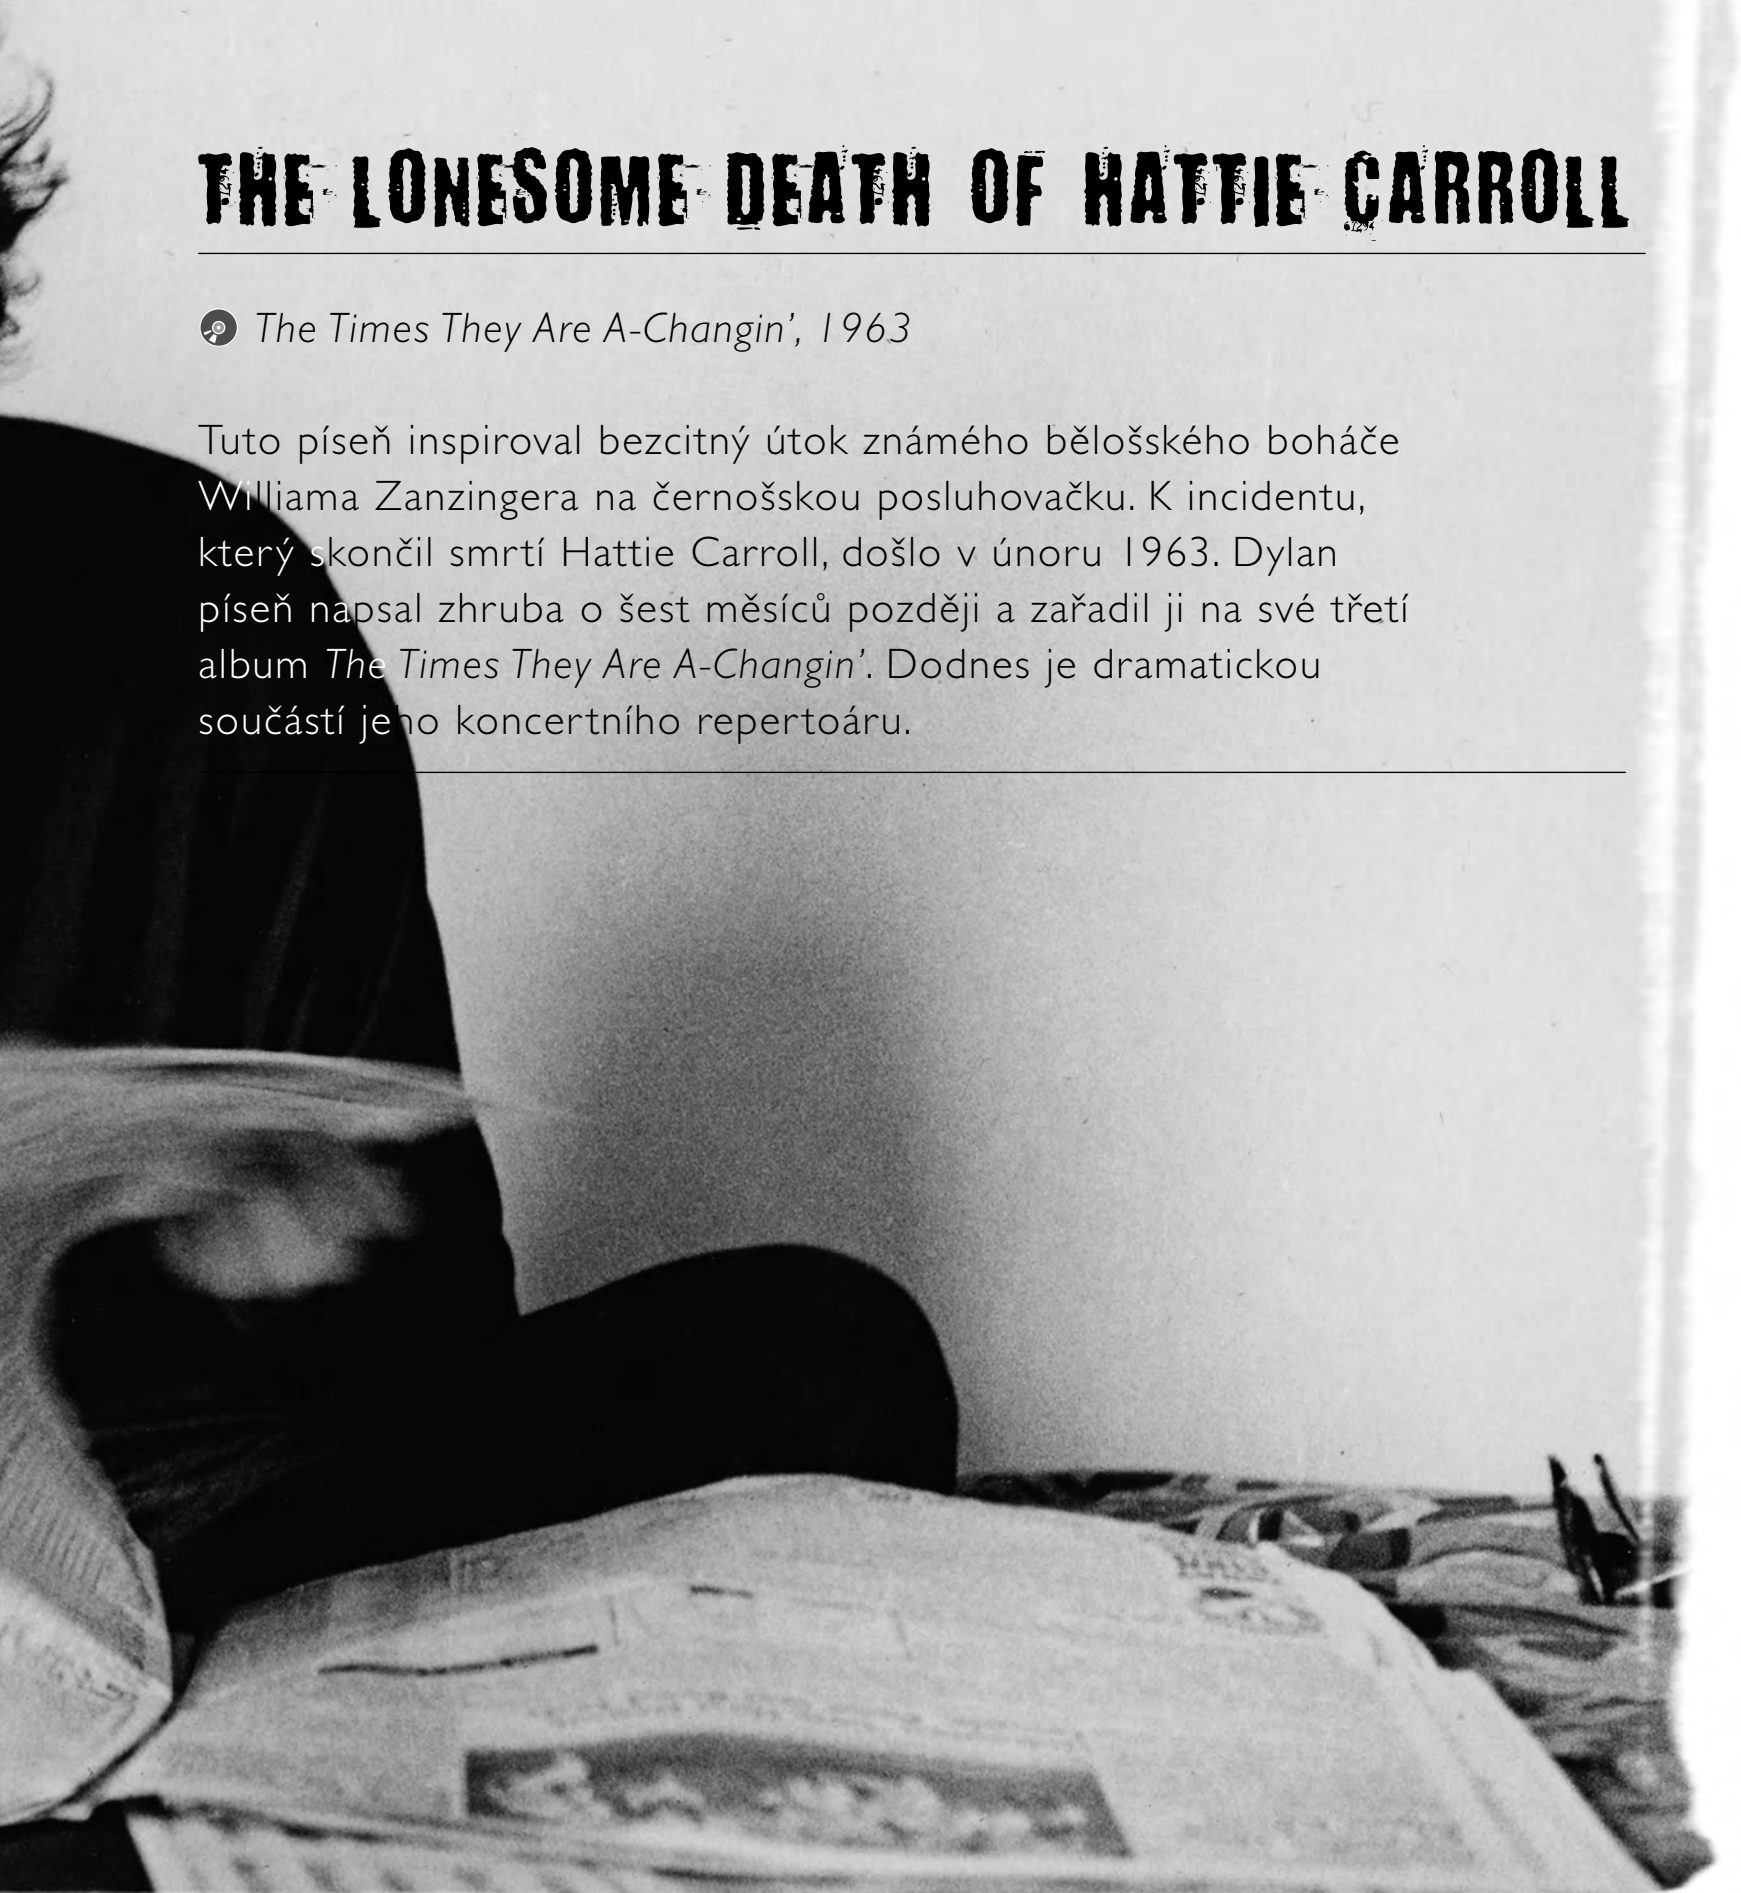 THE LONESOME DEATH OF HATTIE CARROLL
The Times They Are A-Changin’, 1963
Tuto píseň inspiroval bezcitný útok známého bělošského boháče
Williama Zanzingera na černošskou posluhovačku. K incidentu,
který skončil smrtí Hattie Carroll, došlo v únoru 1963. Dylan
píseň napsal zhruba o šest měsíců později a zařadil ji na své třetí
album The Times They Are A-Changin’. Dodnes je dramatickou
součástí jeho koncertního repertoáru.